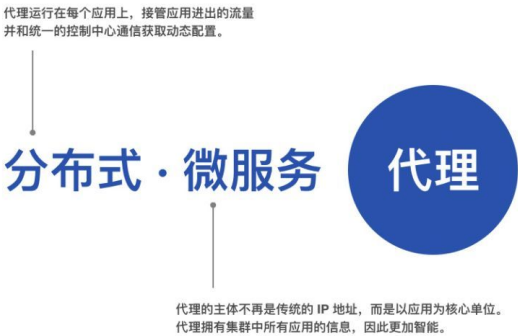 代理运行在每个应用上，接管应用进出的流量
并和统一的控制中心通信获取动态配置。
分布式·微服务 代理
代理的主体不再是传统的 IP 地址，而是以应用为核心单位。
代理拥有集群中所有应用的信息，因此更加智能。